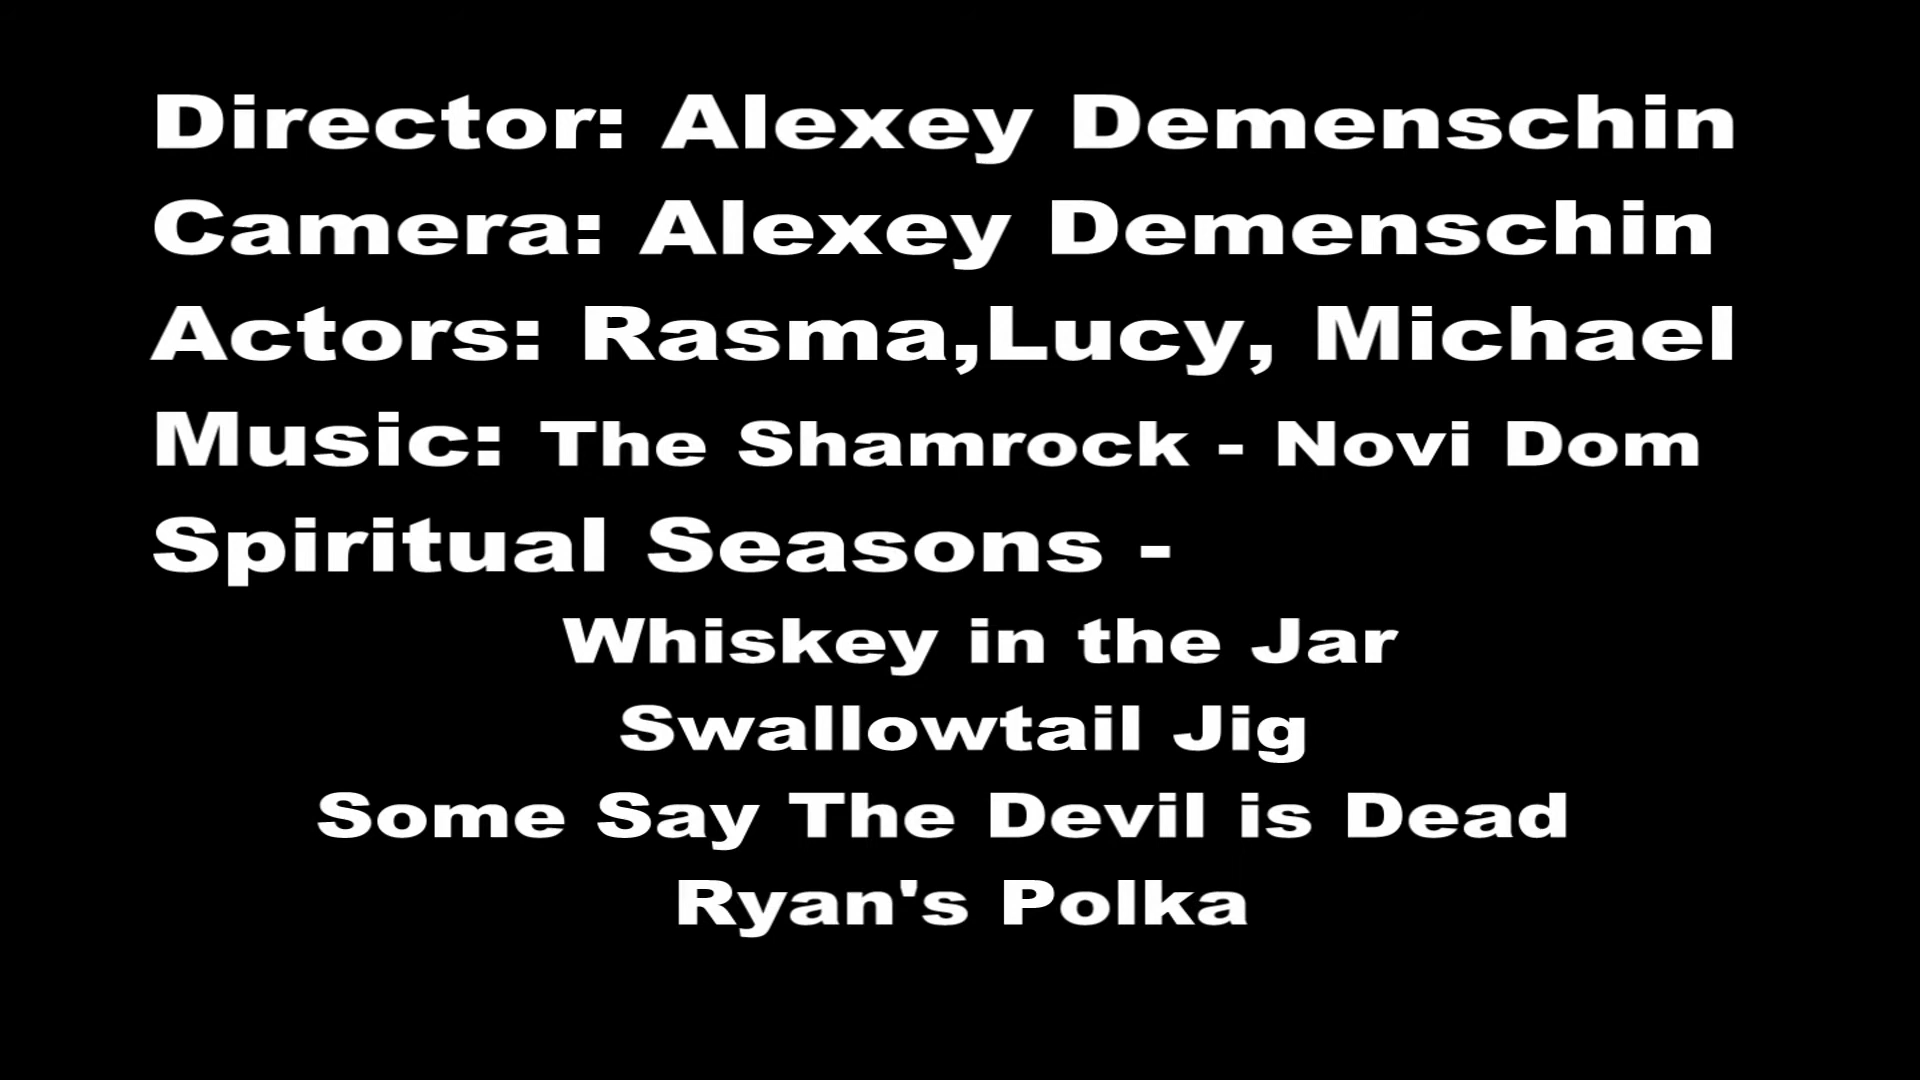 Director: Alexey Demenschin
Camera: Alexey Demenschin
Actors: Rasma,Lucy, Michael
Music: The Shamrock - Novi Dom
Spiritual Seasons -
Whiskey in the Jar
Swallowtail Jig
Some Say The Devil is Dead
Ryan's Polka